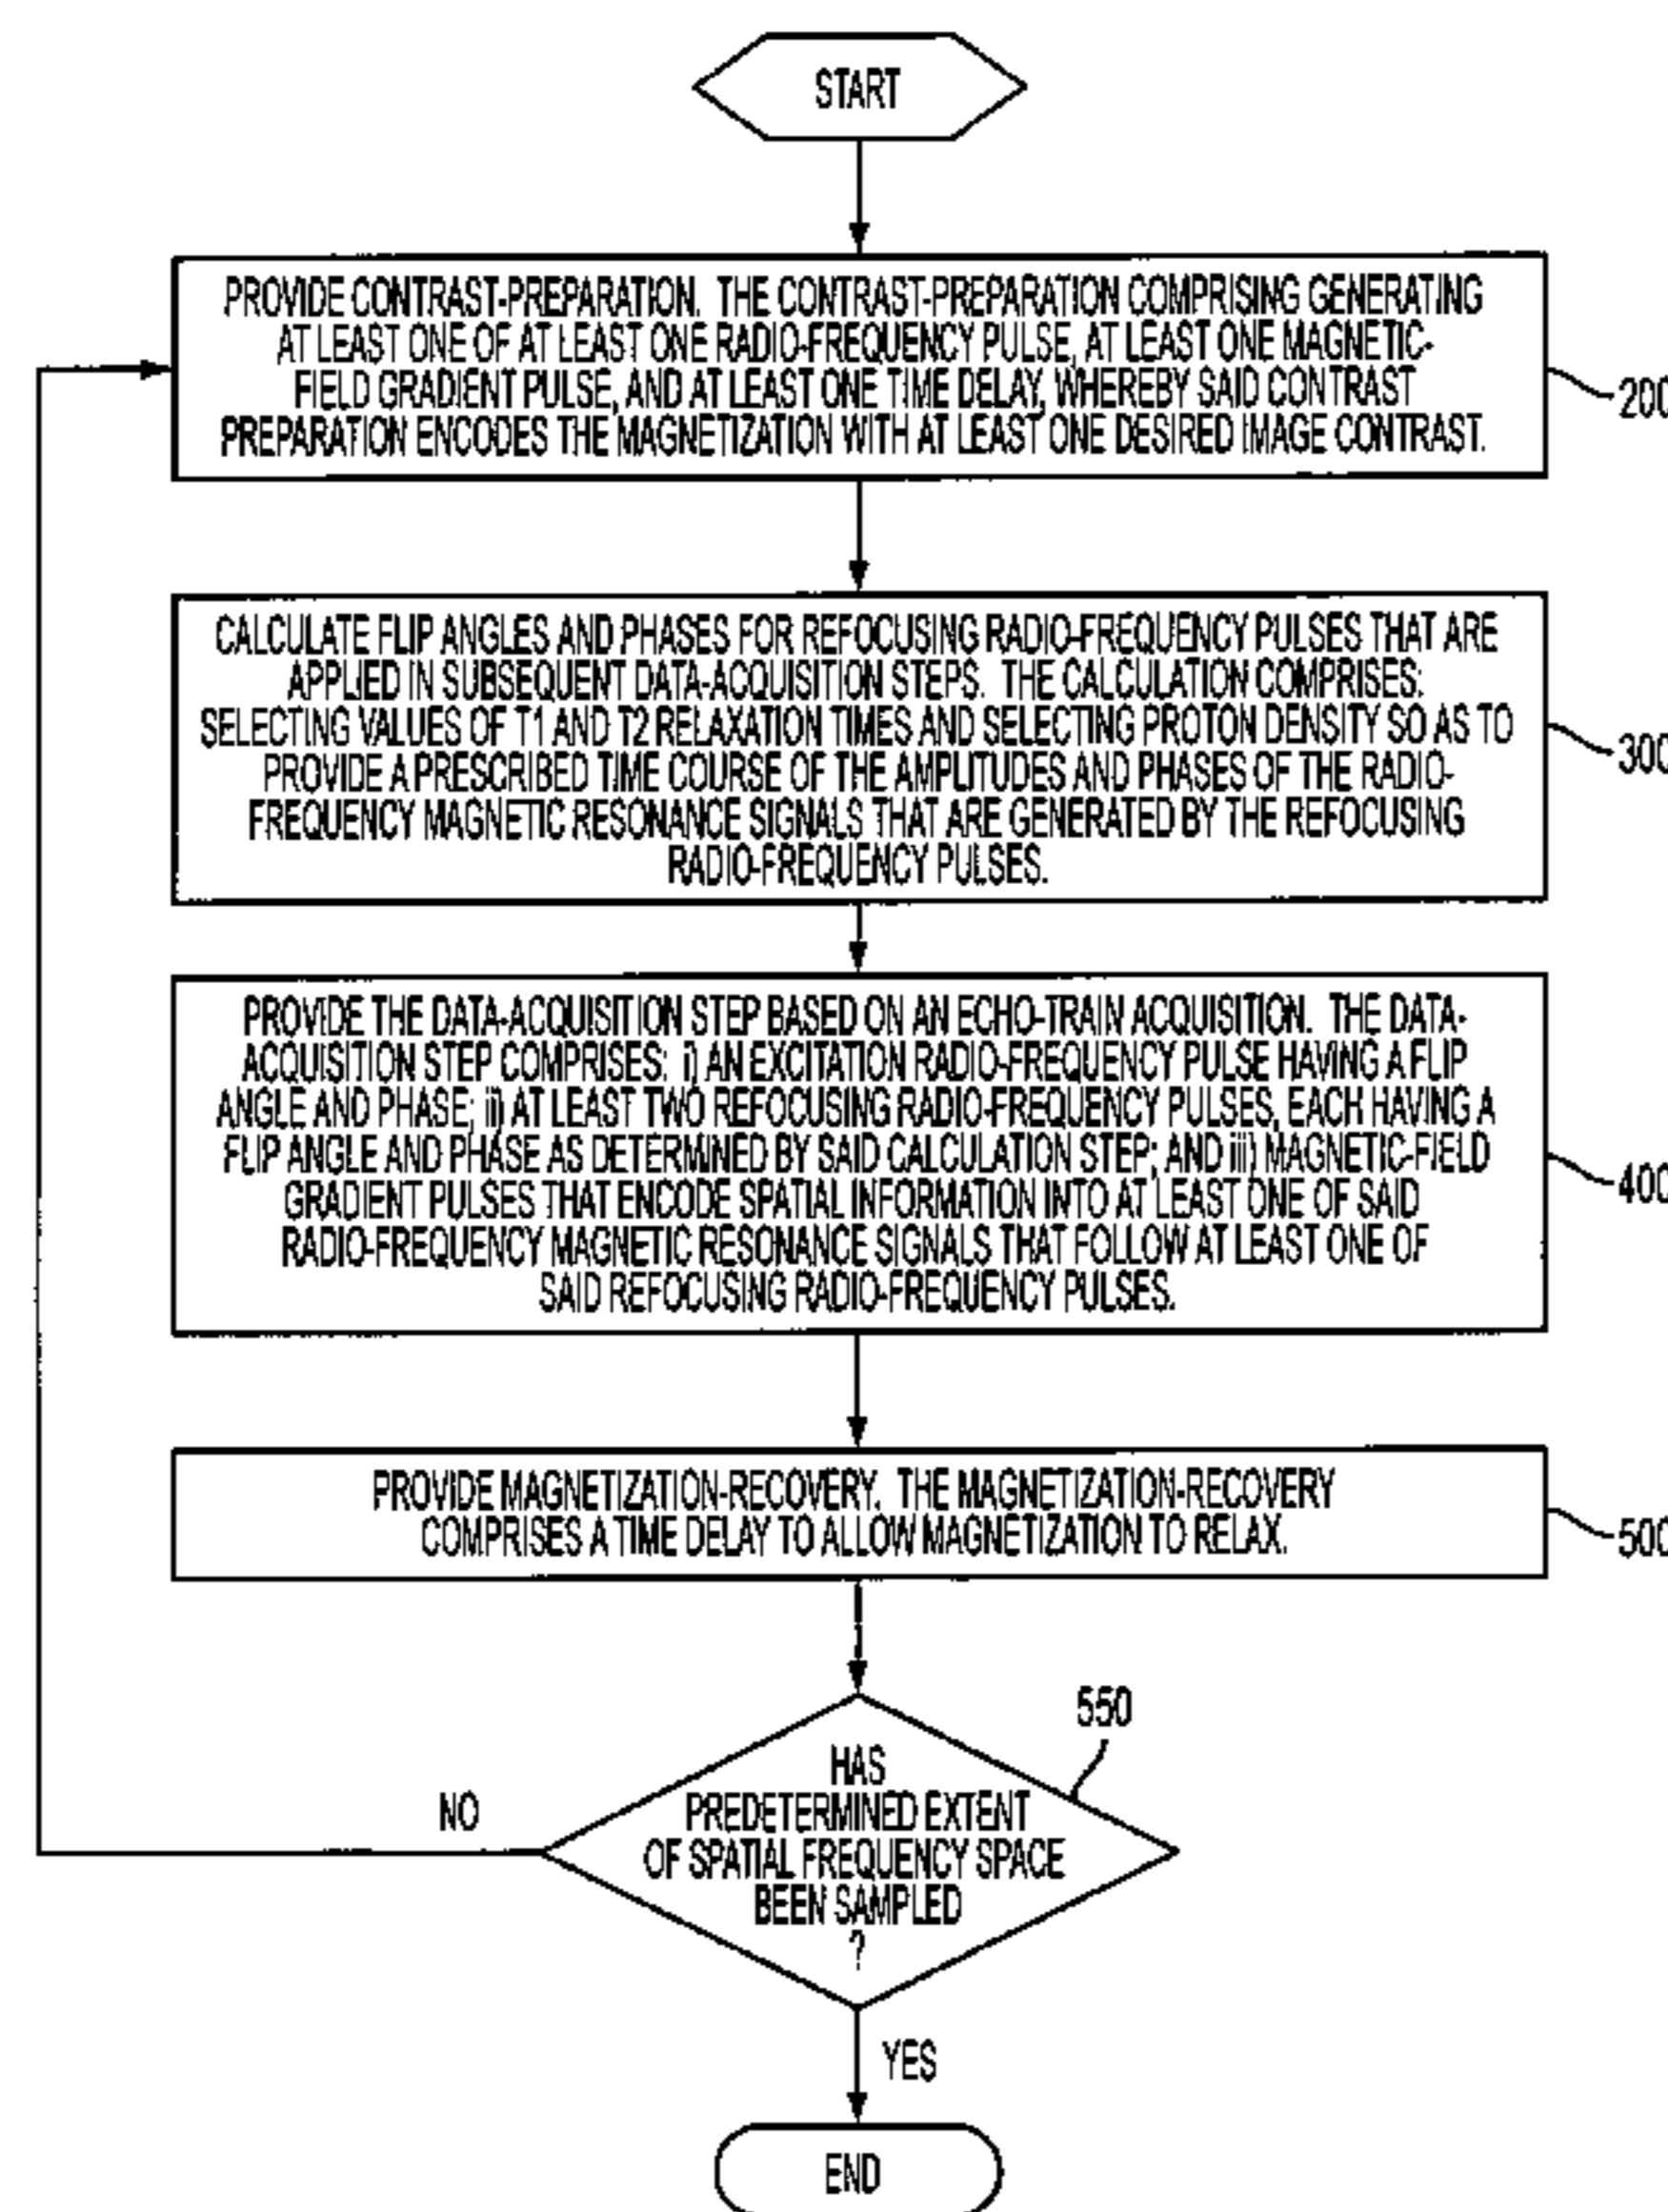 START
PROVIDE CONTRAST-PREPARATION. THE CONTRAST-PREPARATION COMPRISING GENERATING
AT LEAST ONE OF AT LEAST ONE RADIO-FREQUENCY PULSE, AT LEAST ONE MAGNETIC-
FIELD GRADIENT PULSE, AND AT LEAST ONE TIME DELAY, WHEREBY SAID CONTRAST
PREPARATION ENCODES THE MAGNETIZATION WITH AT LEAST ONE DESIRED IMAGE CONTRAST.
200
CALCULATE FLIP ANGLES AND PHASES FOR REFOCUSING RADIO-FREQUENCY PULSES THAT ARE
APPLIED IN SUBSEQUENT DATA-ACQUISITION STEPS. THE CALCULATION COMPRISES:
SELECTING VALUES OF T1 AND T2 RELAXATION TIMES AND SELECTING PROTON DENSITY SO AS TO
PROVIDE A PRESCRIBED TIME COURSE OF THE AMPLITUDES AND PHASES OF THE RADIO-
FREQUENCY MAGNETIC RESONANCE SIGNALS THAT ARE GENERATED BY THE REFOCUSING
RADIO-FREQUENCY PULSES.
300
PROVIDE THE DATA-ACQUISITION STEP BASED ON AN ECHO-TRAIN ACQUISITION. THE DATA-
ACQUISITION STEP COMPRISES: i) AN EXCITATION RADIO-FREQUENCY PULSE HAVING A FLIP
ANGLE AND PHASE; ii) AT LEAST TWO REFOCUSING RADIO-FREQUENCY PULSES, EACH HAVING A
FLIP ANGLE AND PHASE AS DETERMINED BY SAID CALCULATION STEP; AND iii) MAGNETIC-FIELD
GRADIENT PULSES THAT ENCODE SPATIAL INFORMATION INTO AT LEAST ONE OF SAID
RADIO-FREQUENCY MAGNETIC RESONANCE SIGNALS THAT FOLLOW AT LEAST ONE OF
SAID REFOCUSING RADIO-FREQUENCY PULSES.
400
PROVIDE MAGNETIZATION-RECOVERY. THE MAGNETIZATION-RECOVERY
COMPRISES A TIME DELAY TO ALLOW MAGNETIZATION TO RELAX.
500
550
HAS
PREDETERMINED EXTENT
OF SPATIAL FREQUENCY SPACE
BEEN SAMPLED
?
NO
YES
END